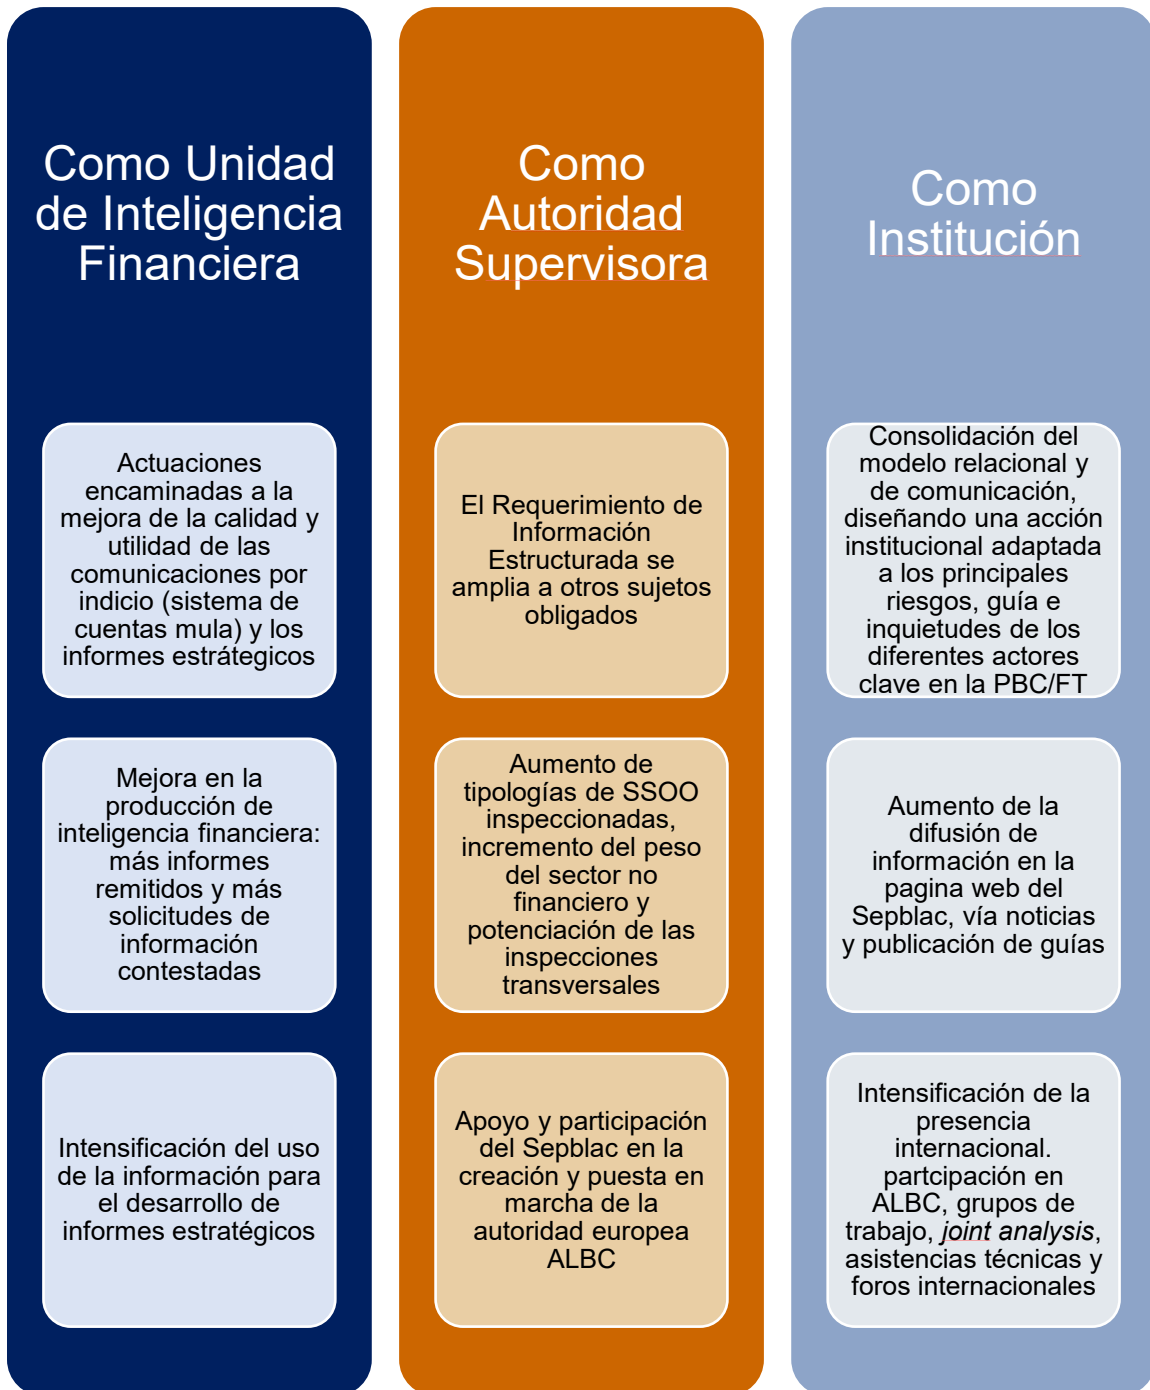 Como Unidad
de Inteligencia
Financiera
Actuaciones
encaminadas a la
mejora de la calidad y
utilidad de las
comunicaciones por
indicio (sistema de
cuentas mula) y los
informes estrátegicos
Mejora en la
producción de
inteligencia financiera:
más informes
remitidos y más
solicitudes de
información
contestadas
Intensificación del uso
de la información para
el desarrollo de
informes estratégicos
Como
Autoridad
Supervisora
El Requerimiento de
Información
Estructurada se
amplia a otros sujetos
obligados
Aumento de
tipologías de SSOO
inspeccionadas,
incremento del peso
del sector no
financiero y
potenciación de las
inspecciones
transversales
Apoyo y participación
del Sepblac en la
creación y puesta en
marcha de la
autoridad europea
ALBC
Como
Institución
Consolidación del
modelo relacional y
de comunicación,
diseñando una acción
institucional adaptada
a los principales
riesgos, guía e
inquietudes de los
diferentes actores
clave en la PBC/FT
Aumento de la
difusión de
información en la
pagina web del
Sepblac, vía noticias
y publicación de guías
Intensificación de la
presencia
internacional.
partcipación en
ALBC, grupos de
trabajo, joint analysis,
asistencias técnicas y
foros internacionales